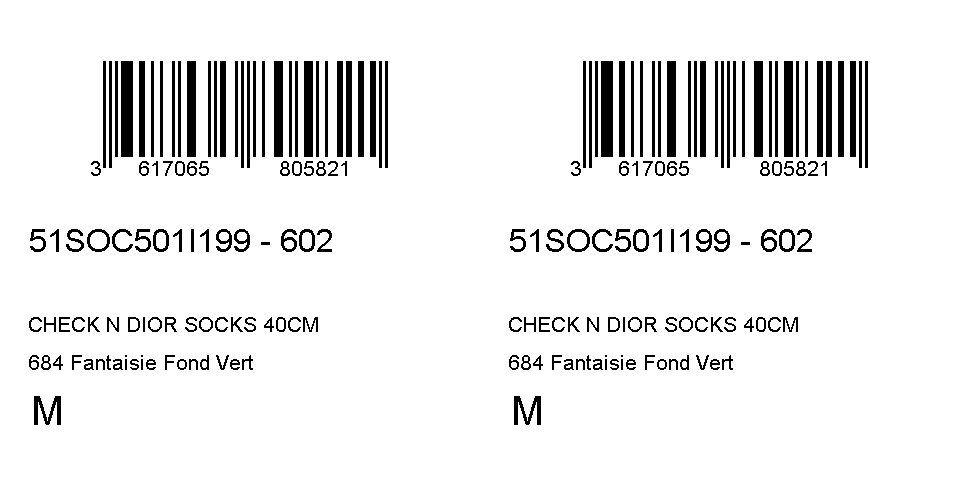 3 617065 805821
51SOC501I199 - 602
CHECK N DIOR SOCKS 40CM
684 Fantaisie Fond Vert
M
3 617065 805821
51SOC501I199 - 602
CHECK N DIOR SOCKS 40CM
684 Fantaisie Fond Vert
M